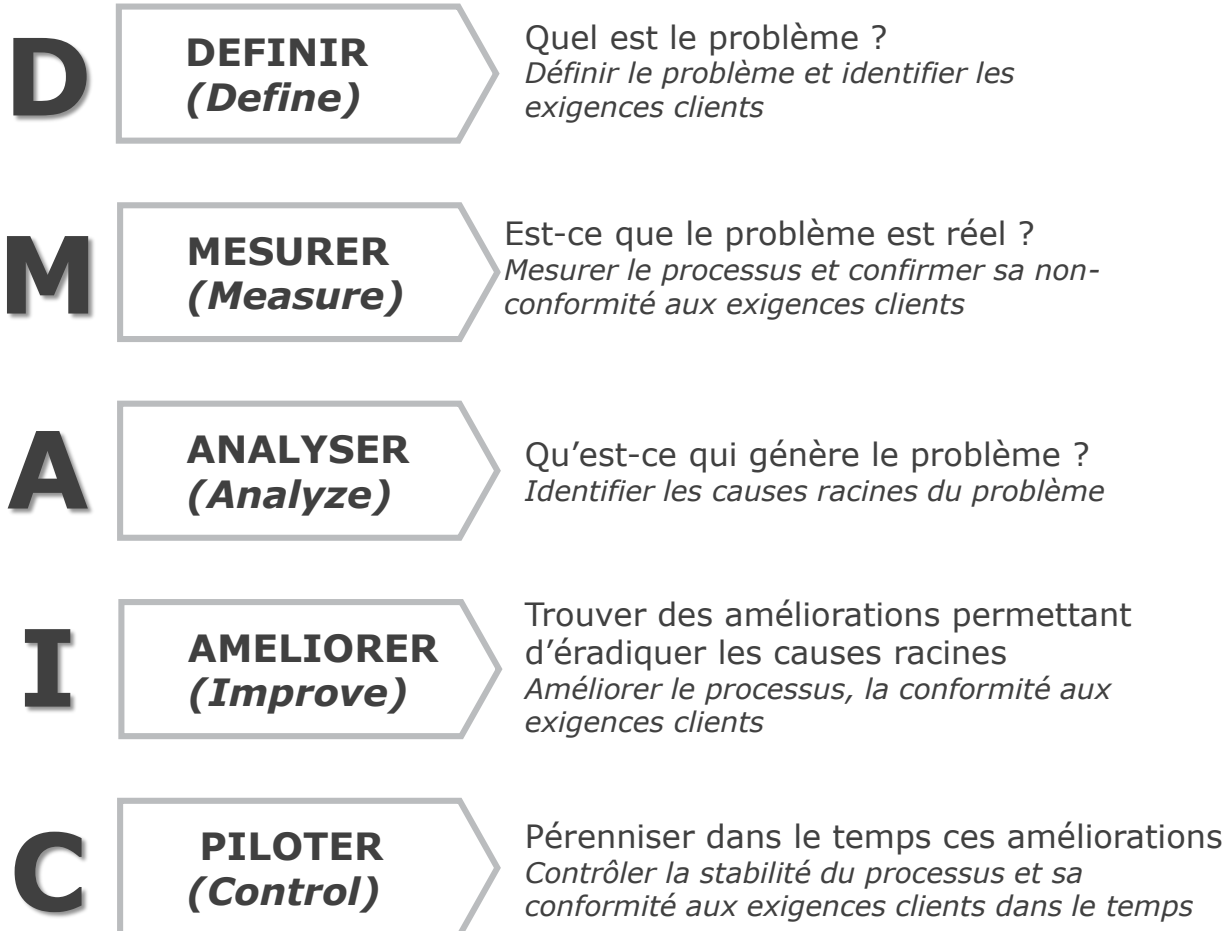 D
DEFINIR
(Define)
Quel est le problème ?
Définir le problème et identifier les
exigences clients
M
MESURER
(Measure)
Est-ce que le problème est réel ?
Mesurer le processus et confirmer sa non-
conformité aux exigences clients
A
ANALYSER
(Analyze)
Qu’est-ce qui génère le problème ?
Identifier les causes racines du problème
I
AMELIORER
(Improve)
Trouver des améliorations permettant
d’éradiquer les causes racines
Améliorer le processus, la conformité aux
exigences clients
C
PILOTER
(Control)
Pérenniser dans le temps ces améliorations
Contrôler la stabilité du processus et sa
conformité aux exigences clients dans le temps